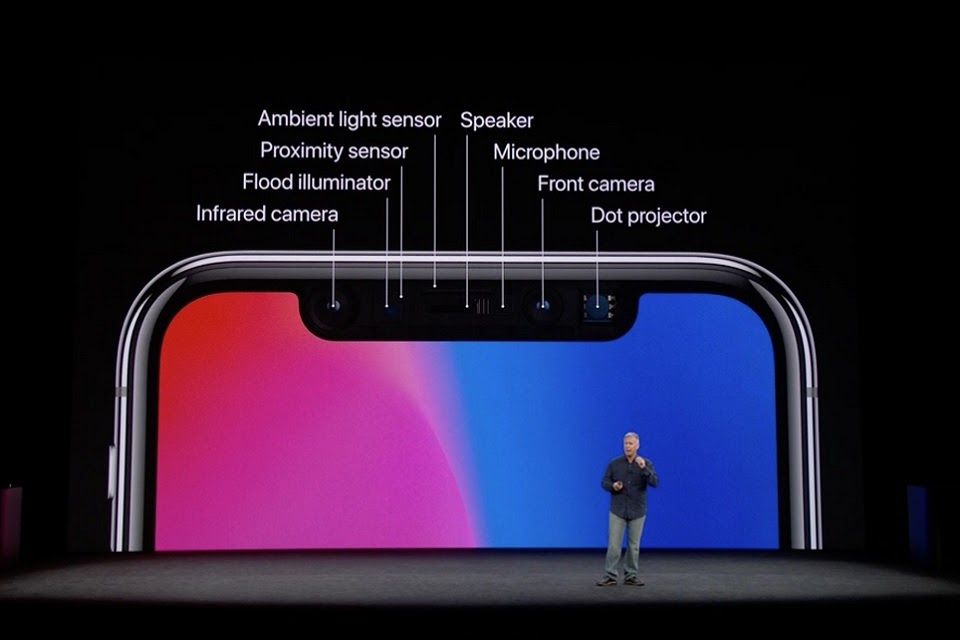 Ambient light sensor
Speaker
Proximity sensor
Microphone
Flood illuminator
Front camera
Infrared camera
Dot projector